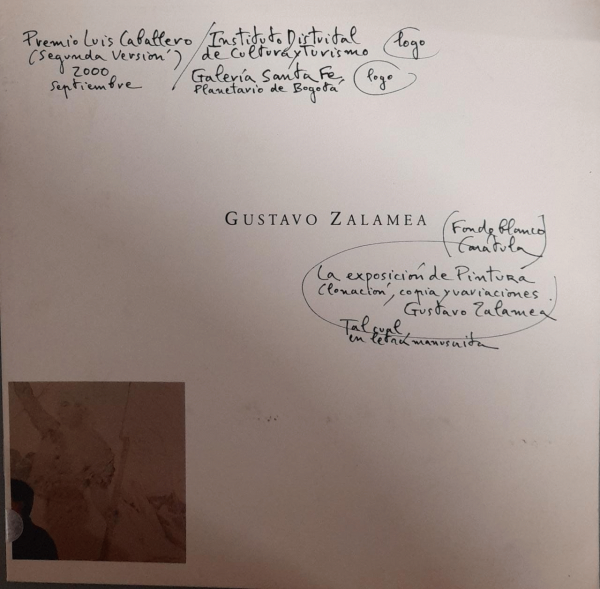 Premio Luis Caballero / Instituto Distrital
(Segunda Versión) de Cultura y Turismo logo
2000 Galería Santa Fe, logo
Septiembre Planetario de Bogotá
GUSTAVO ZALAMEA
(Fondo blanco
Carátula)
La exposición de Pintura
Clonación, copia y variaciones.
Gustavo Zalamea
Tal cual,
en letra manuscrita